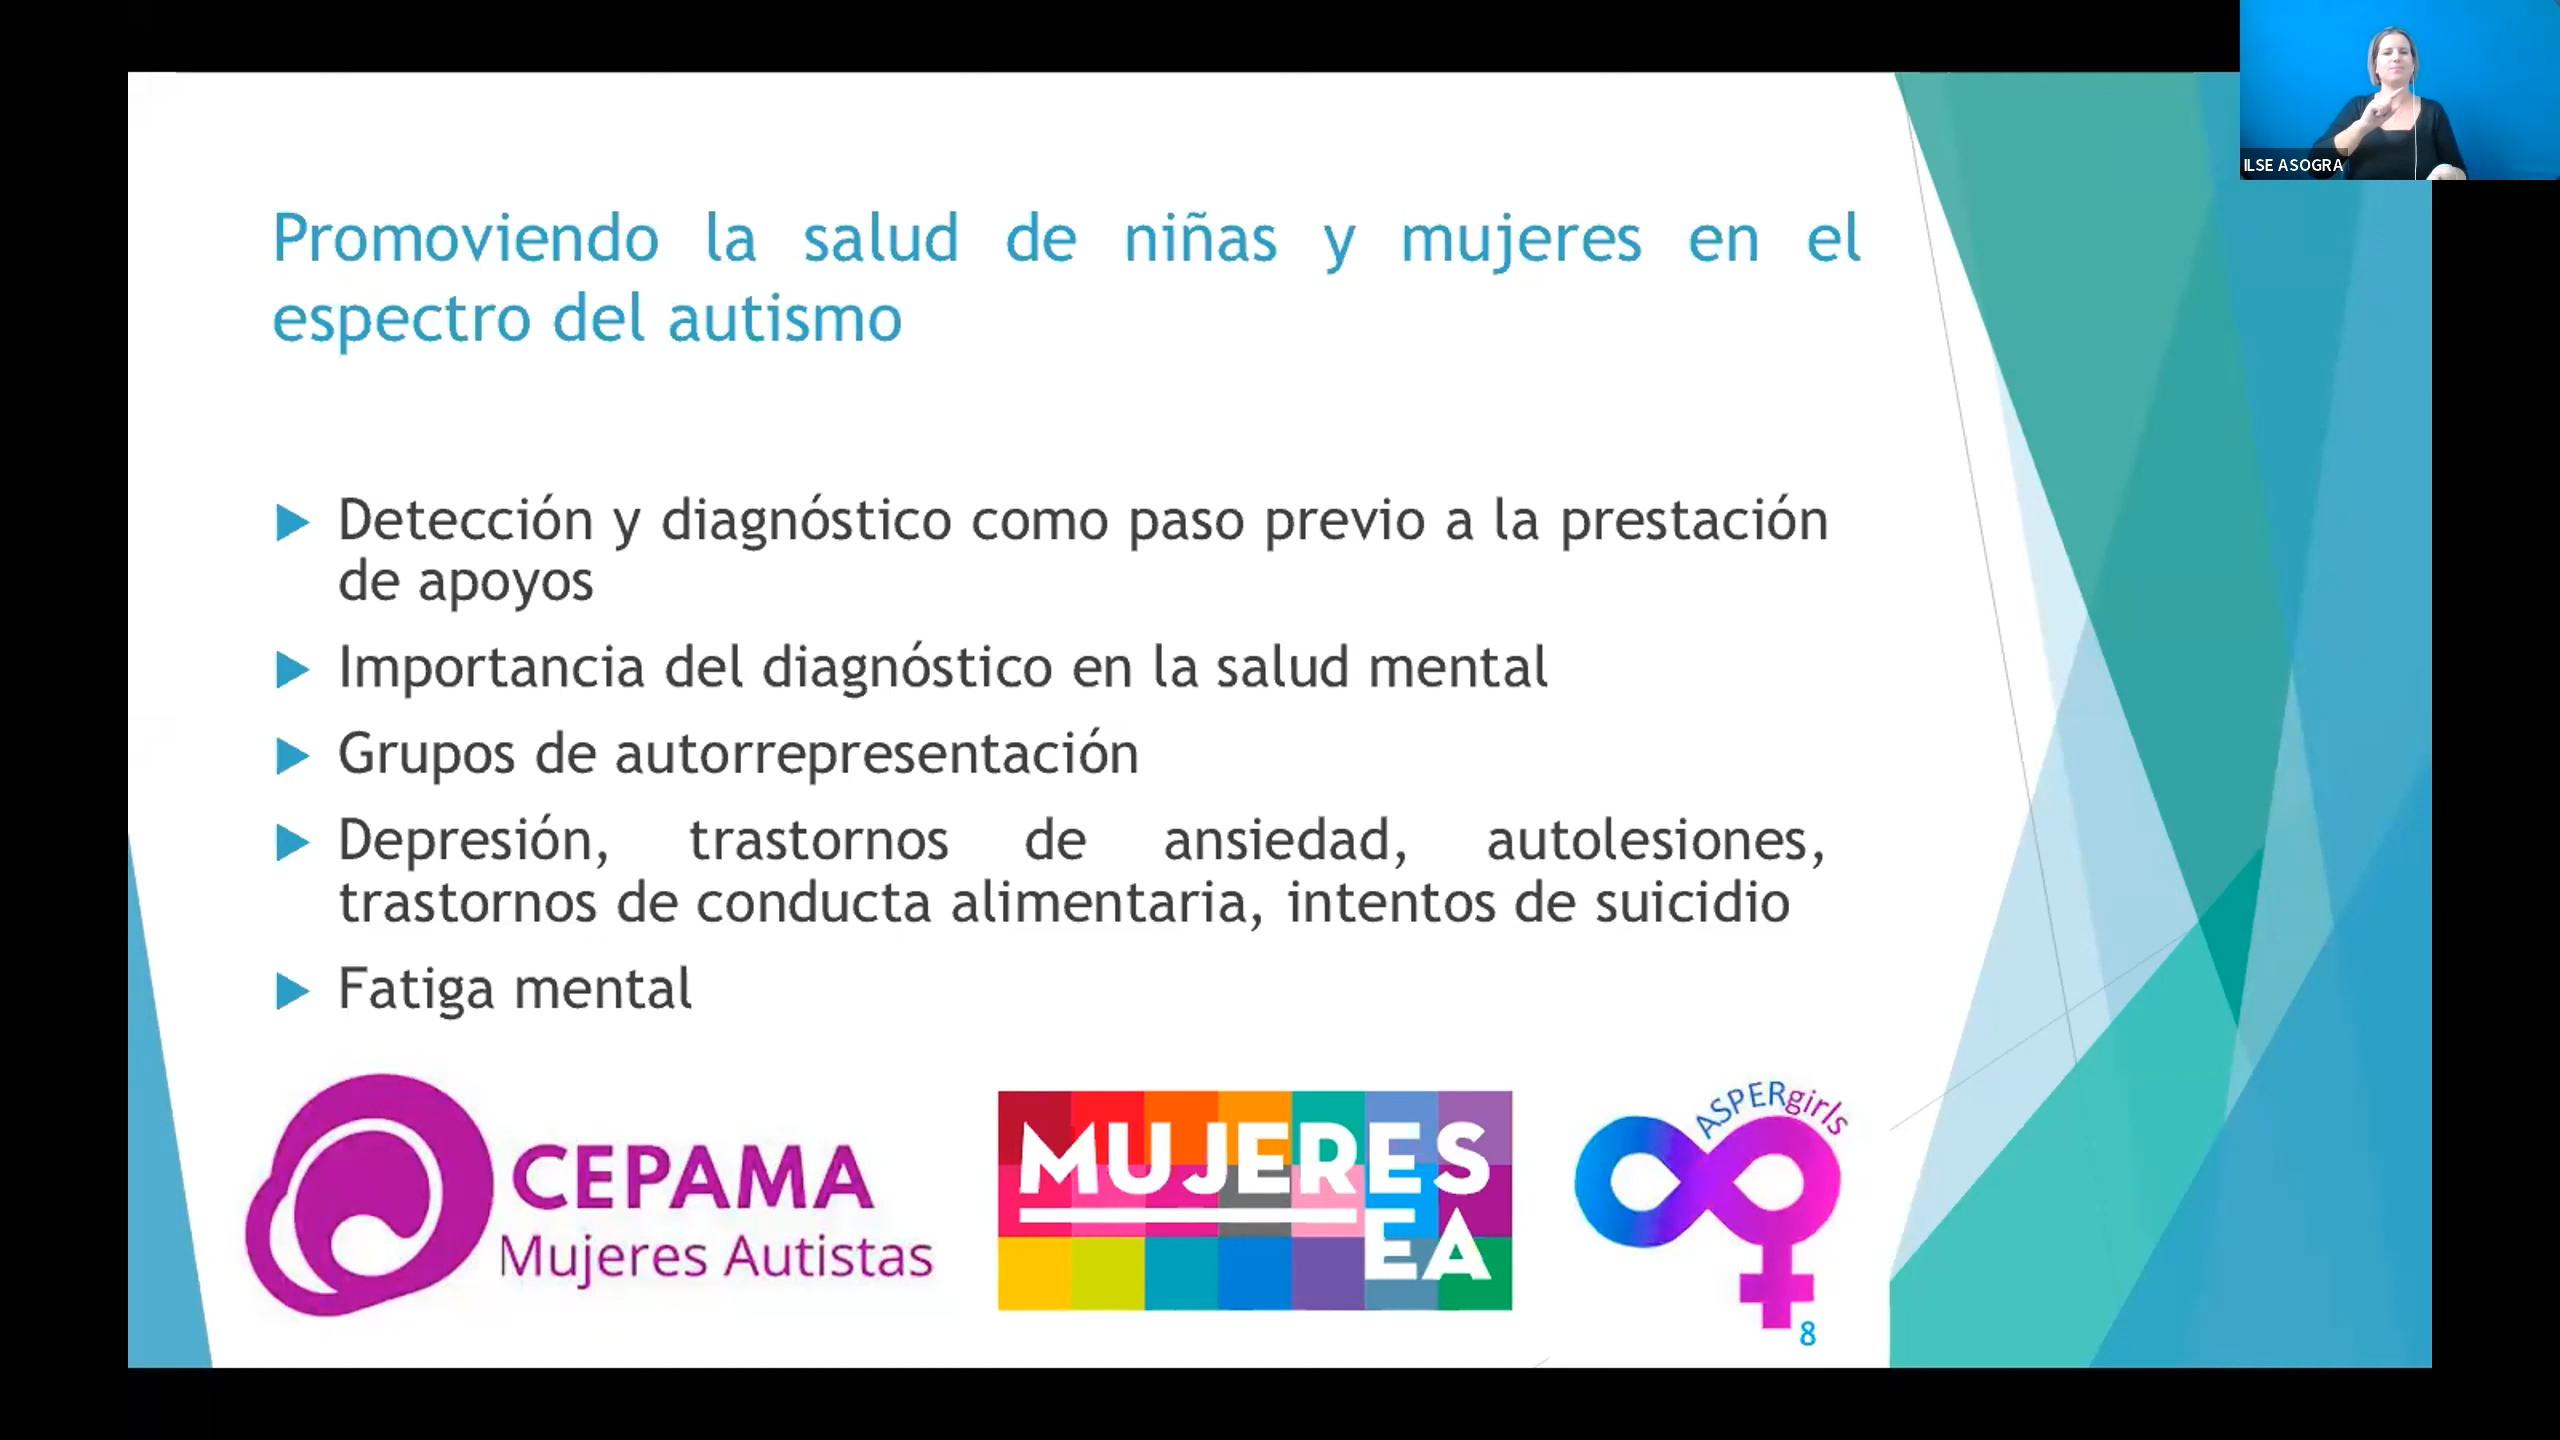 ILSE ASOGRA
Promoviendo la salud de niñas y mujeres en el
espectro del autismo
Detección y diagnóstico como paso previo a la prestación
de apoyos
Importancia del diagnóstico en la salud mental
Grupos de autorrepresentación
Depresión, trastornos de ansiedad, autolesiones,
trastornos de conducta alimentaria, intentos de suicidio
Fatiga mental
CEPAMA
Mujeres Autistas
MUJERES
EA
ASPERgirls
8